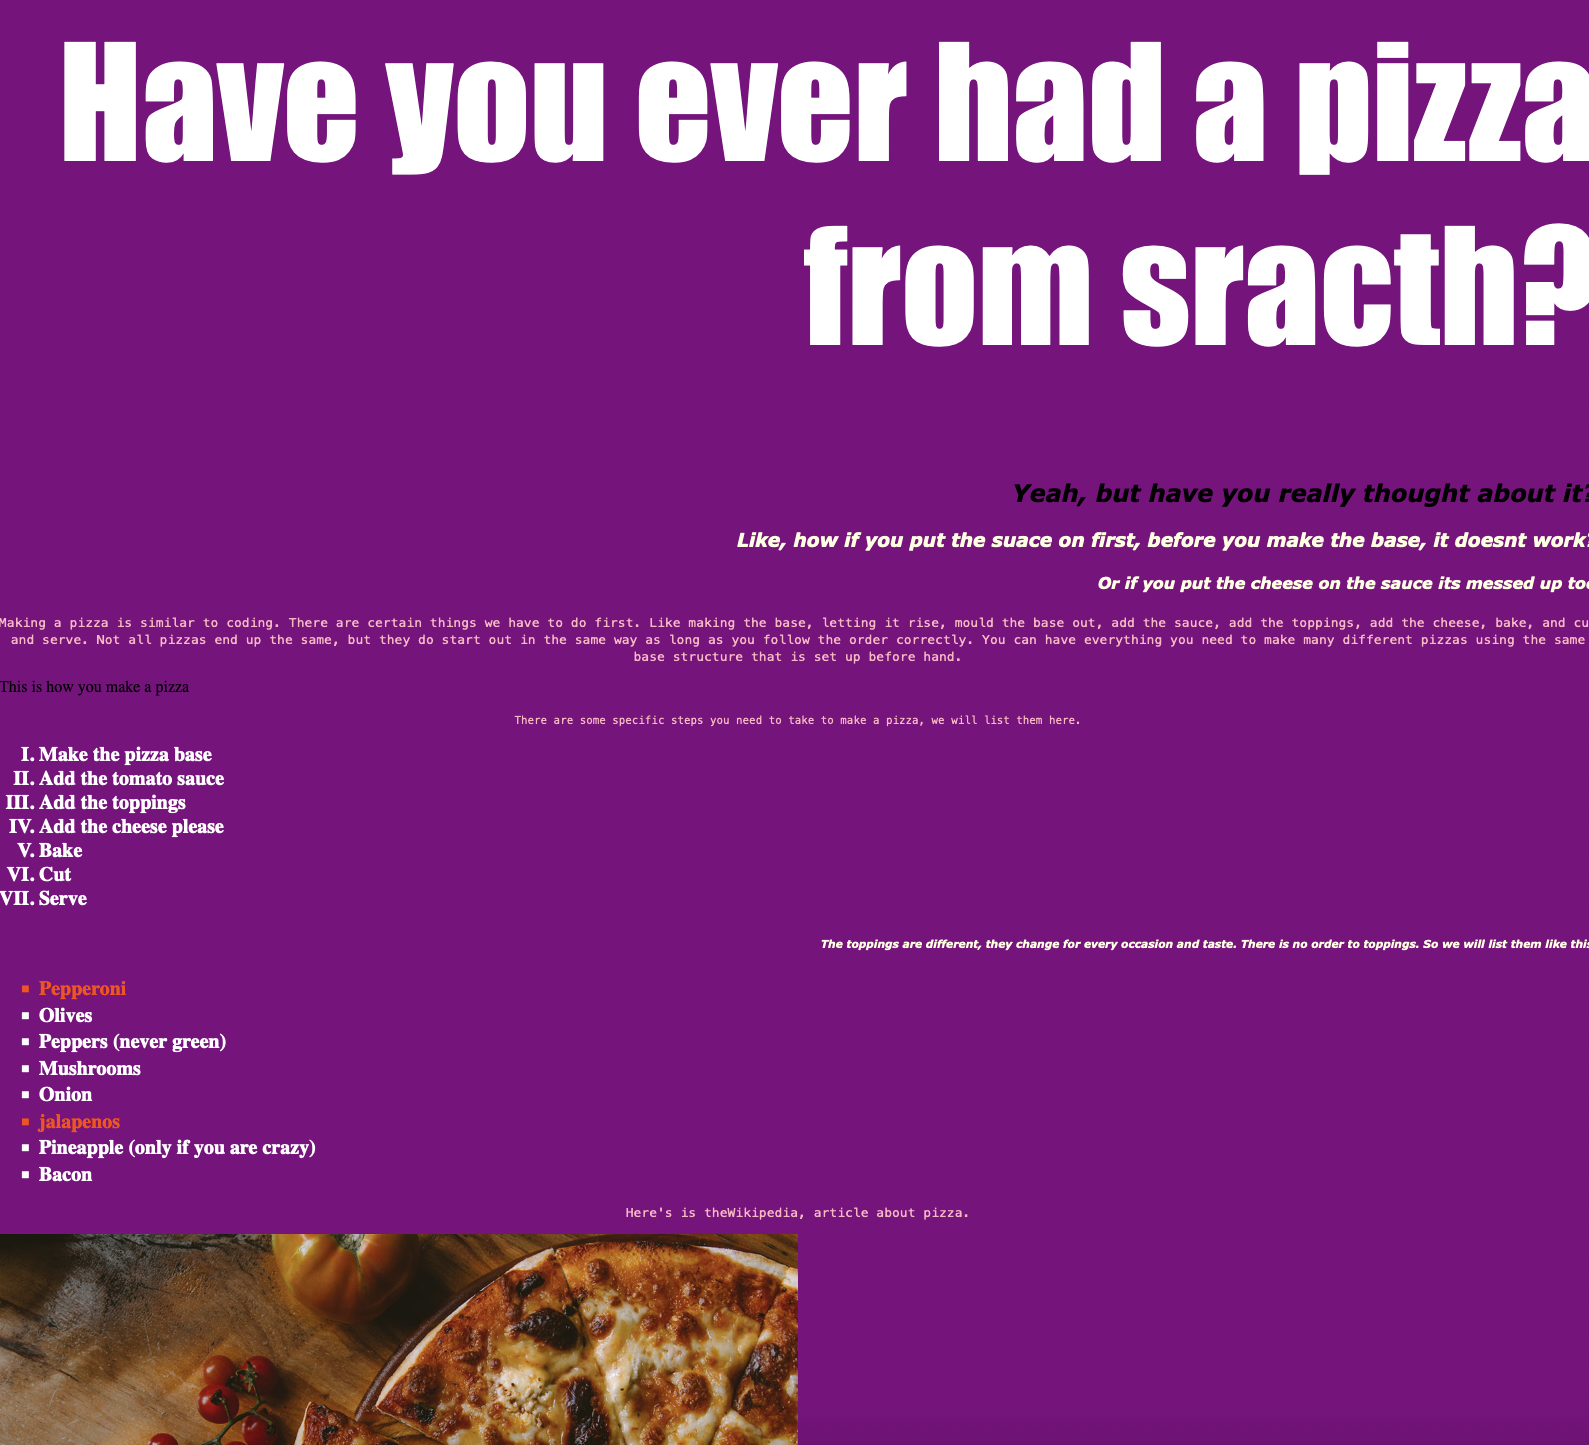 Have you ever had a pizza
from sracth?
Yeah, but have you really thought about it?
Like, how if you put the suace on first, before you make the base, it doesnt work?
Or if you put the cheese on the sauce its messed up too
Making a pizza is similar to coding. There are certain things we have to do first. Like making the base, letting it rise, mould the base out, add the sauce, add the toppings, add the cheese, bake, and cu
and serve. Not all pizzas end up the same, but they do start out in the same way as long as you follow the order correctly. You can have everything you need to make many different pizzas using the same
base structure that is set up before hand.
This is how you make a pizza
There are some specific steps you need to take to make a pizza, we will list them here.
I. Make the pizza base
II. Add the tomato sauce
III. Add the toppings
IV. Add the cheese please
V. Bake
VI. Cut
VII. Serve
The toppings are different, they change for every occasion and taste. There is no order to toppings. So we will list them like this
Pepperoni
Olives
Peppers (never green)
Mushrooms
Onion
jalapenos
Pineapple (only if you are crazy)
Bacon
Here's is theWikipedia, article about pizza.